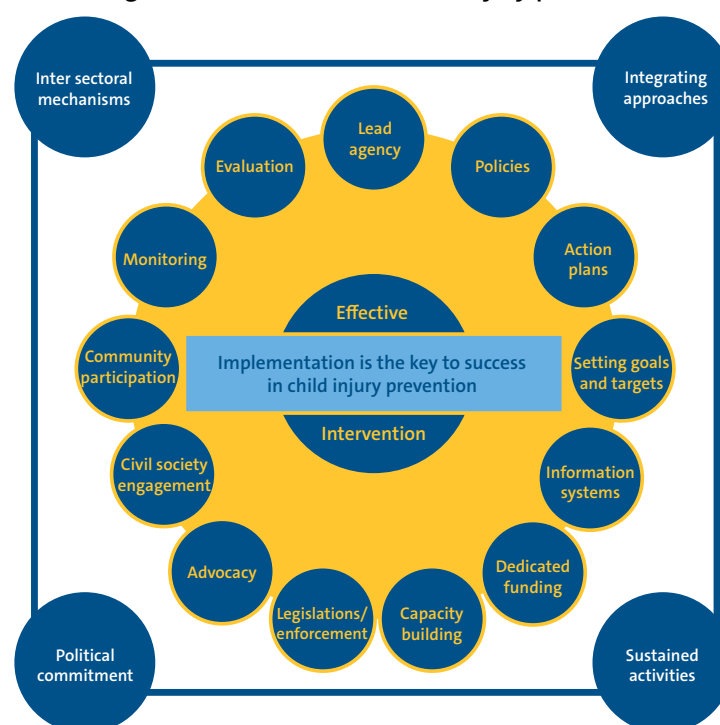 Inter sectoral
mechanisms
Integrating
approaches
Lead
agency
Evaluation
Policies
Monitoring
Action
plans
Effective
Community
participation
Implementation is the key to success
in child injury prevention
Setting goals
and targets
Intervention
Civil society
engagement
Information
systems
Advocacy
Dedicated
funding
Legislations/
enforcement
Capacity
building
Political
commitment
Sustained
activities